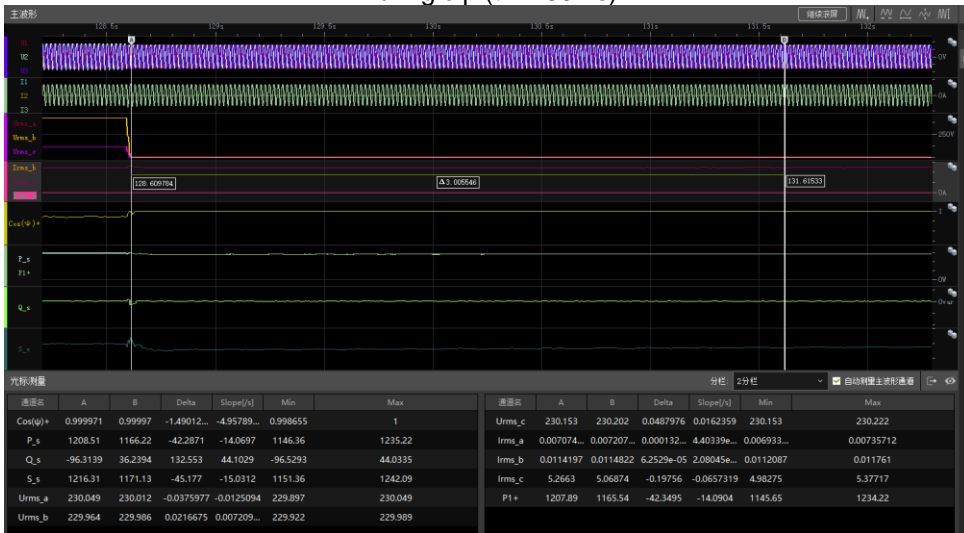 主波形
继续滚屏
128.5s 129s 129.5s 130s 130.5s 131s 131.5s 132s
U1
U2
0V
I1
I2
I3
0A
Urms_a
Urms_b
Urms_c
250V
Irms_b
128.609784 Δ3.005546 131.61533
0A
Cos(ψ)+
1
P_s
P1+
0W
Q_s
0var
S_s
光标测量 分栏: 2分栏 自动测量主波形通道
通道名 A B Delta Slope[/s] Min Max
Cos(ψ)+ 0.999971 0.99997 -1.49012... -4.95789... 0.998655 1
P_s 1208.51 1166.22 -42.2871 -14.0697 1146.36 1235.22
Q_s -96.3139 36.2394 132.553 44.1029 -96.5293 44.0335
S_s 1216.31 1171.13 -45.177 -15.0312 1151.36 1242.09
Urms_a 230.049 230.012 -0.0375977 -0.0125094 229.897 230.049
Urms_b 229.964 229.986 0.0216675 0.007209... 229.922 229.989
通道名 A B Delta Slope[/s] Min Max
Urms_c 230.153 230.202 0.0487976 0.0162359 230.153 230.222
Irms_a 0.007074... 0.007207... 0.000132... 4.40339e... 0.006933... 0.00735712
Irms_b 0.0114197 0.0114822 6.2529e-05 2.08045e... 0.0112087 0.011761
Irms_c 5.2663 5.06874 -0.19756 -0.0657319 4.98275 5.37717
P1+ 1207.89 1165.54 -42.3495 -14.0904 1145.65 1234.22